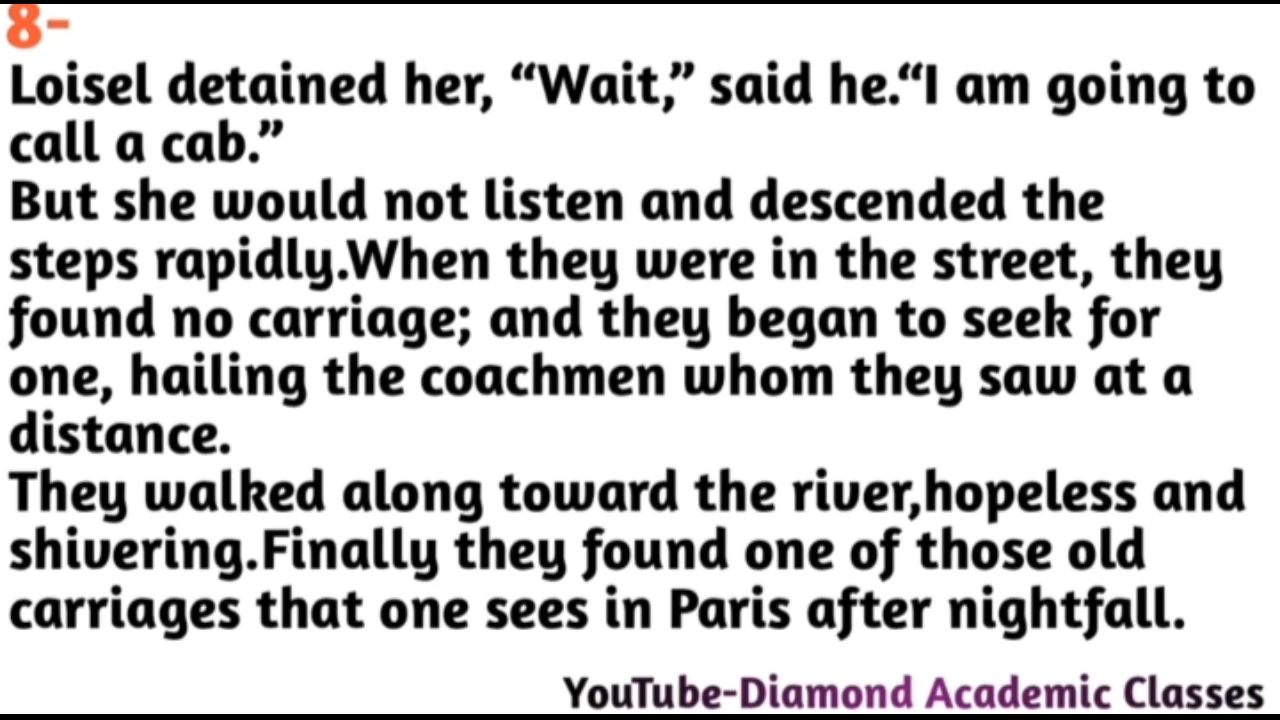 8-
Loisel detained her, “Wait,” said he.“I am going to
call a cab.”
But she would not listen and descended the
steps rapidly.When they were in the street, they
found no carriage; and they began to seek for
one, hailing the coachmen whom they saw at a
distance.
They walked along toward the river,hopeless and
shivering.Finally they found one of those old
carriages that one sees in Paris after nightfall.
YouTube-Diamond Academic Classes